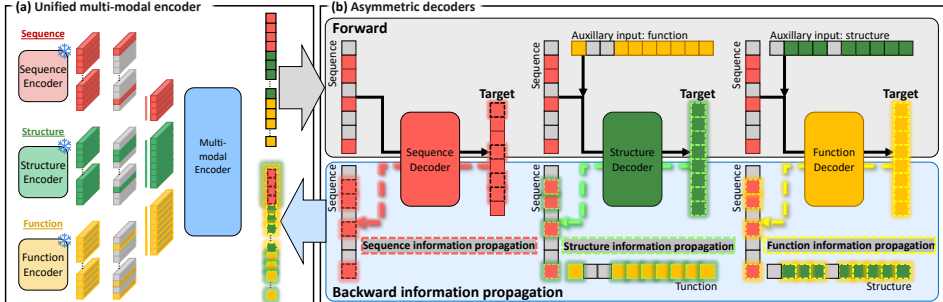 (a) Unified multi-modal encoder
Sequence
Sequence
Encoder
Structure
Structure
Encoder
Function
Function
Encoder
Multi-
modal
Encoder
(b) Asymmetric decoders
Forward
Sequence
Sequence
Decoder
Target
Sequence
Auxillary input: function
Structure
Decoder
Target
Sequence
Auxillary input: structure
Function
Decoder
Target
Sequence
Sequence information propagation
Sequence
Structure information propagation
Tunction
Sequence
Function information propagation
Structure
Backward information propagation